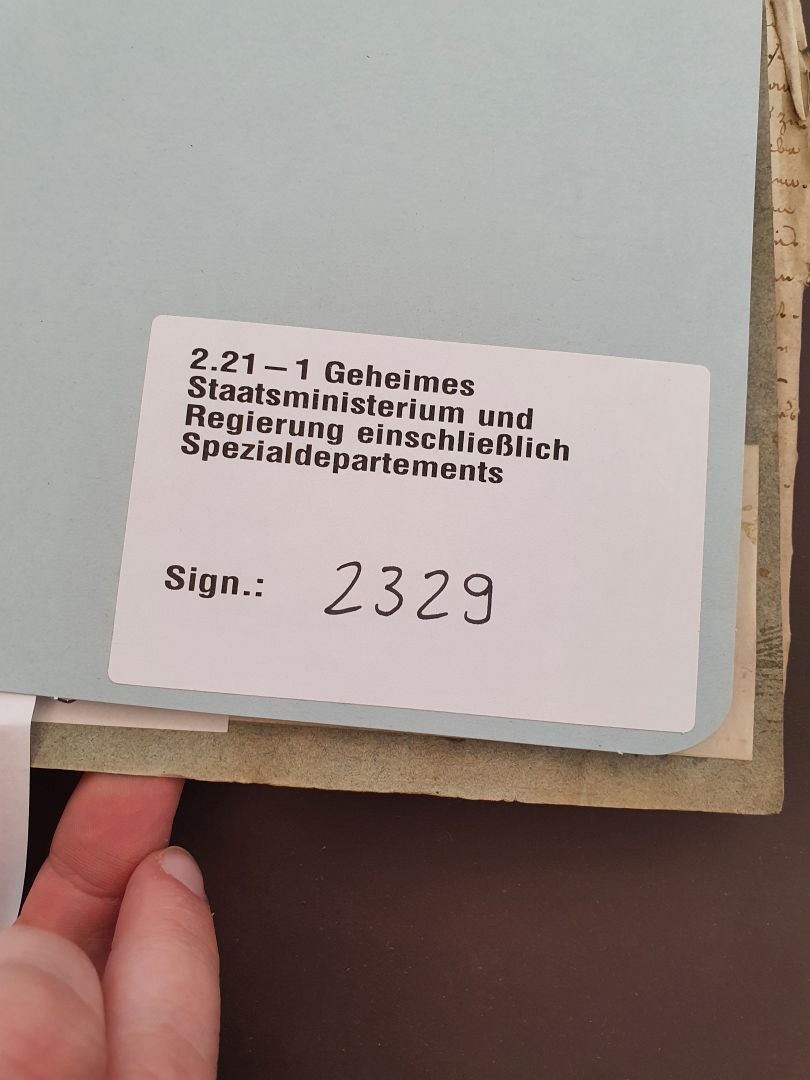 2.21 – 1 Geheimes
Staatsministerium und
Regierung einschließlich
Spezialdepartements
Sign.: 2329